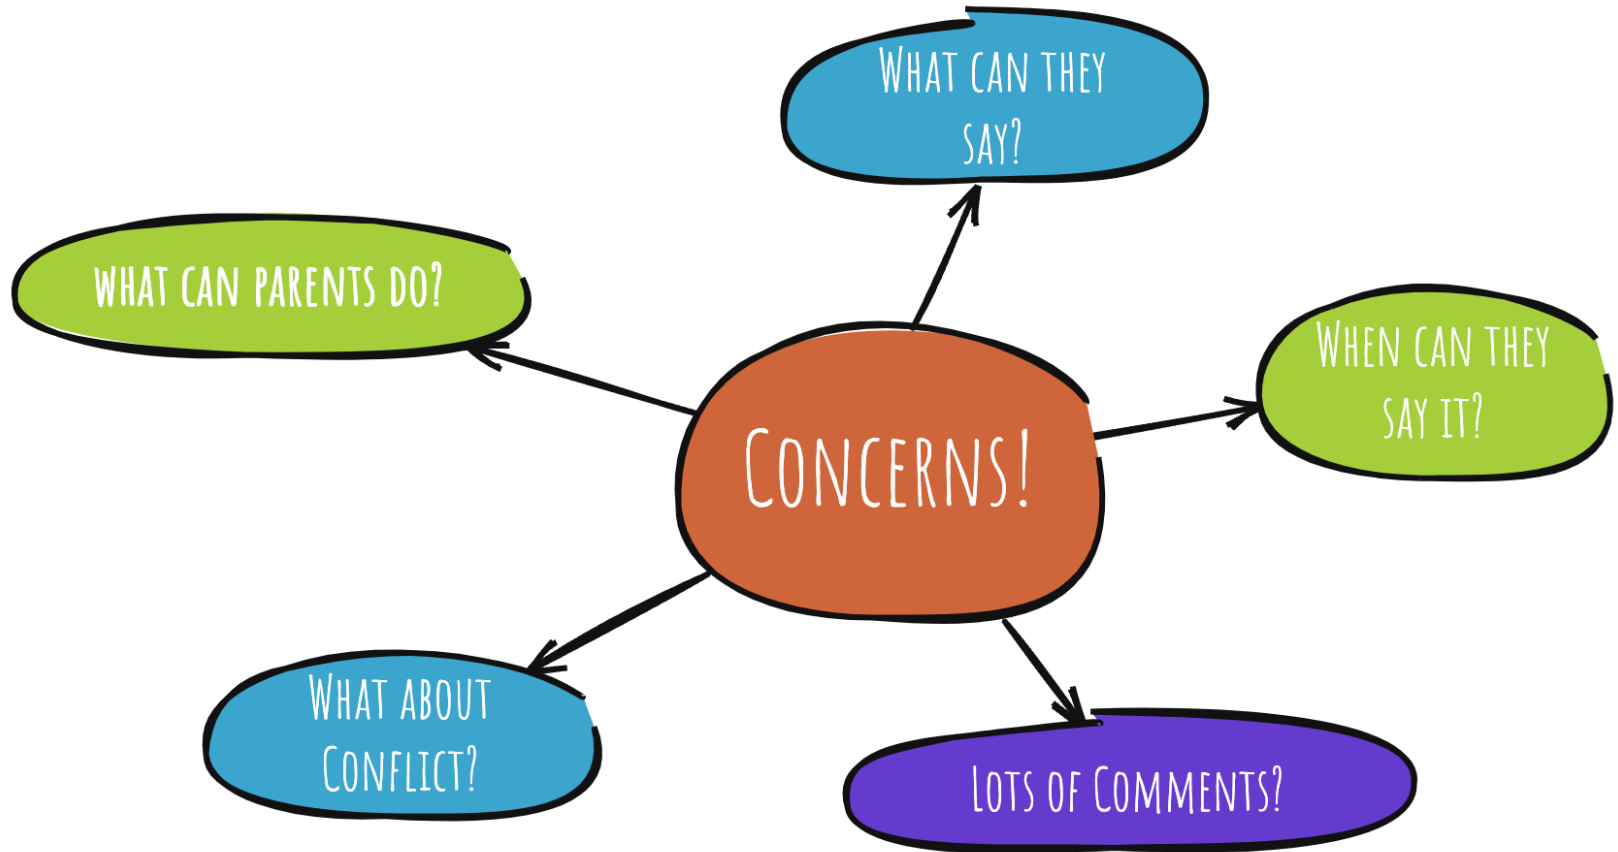 What can they
say?
what can parents do?
When can they
say it?
Concerns!
What about
Conflict?
Lots of Comments?